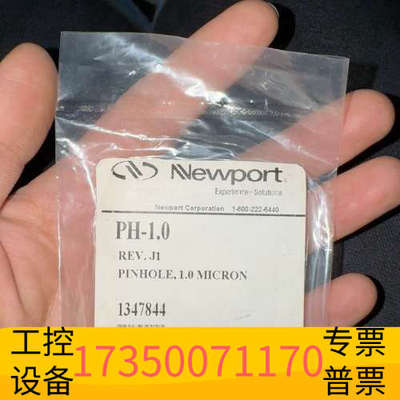 Newport
Experience Solutions
Newport Corporation 1-800-222-6440
PH-1.0
REV. J1
PINHOLE, 1.0 MICRON
1347844
工控 17350071170 专票
设备 普票